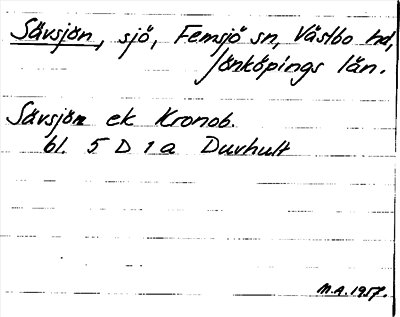 Sävsjön, sjö, Femsjö sn, Västbo hd,
Jönköpings län.
Sävsjön ek Kronob.
bl. 5 D 1 a Duvhult
M.A. 1957.